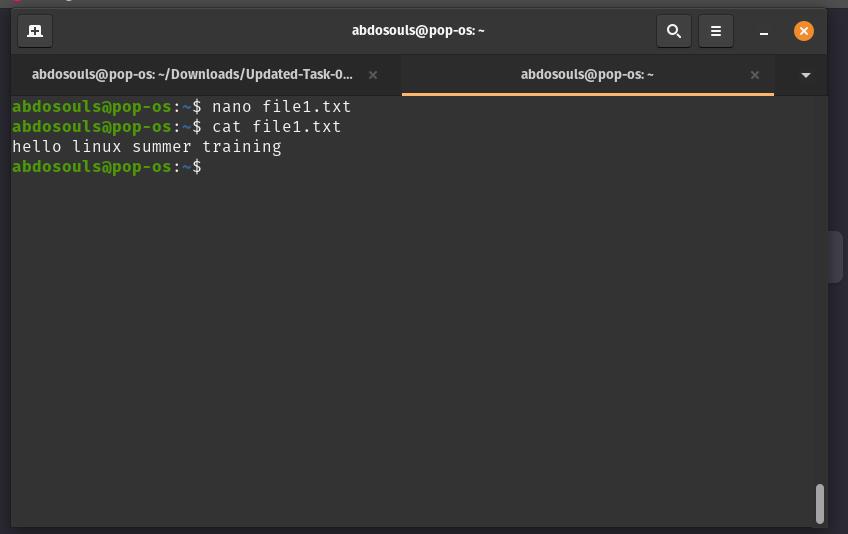 abdosouls@pop-os: ~
abdosouls@pop-os: ~/Downloads/Updated-Task-0...
abdosouls@pop-os: ~
abdosouls@pop-os:~$ nano file1.txt
abdosouls@pop-os:~$ cat file1.txt
hello linux summer training
abdosouls@pop-os:~$